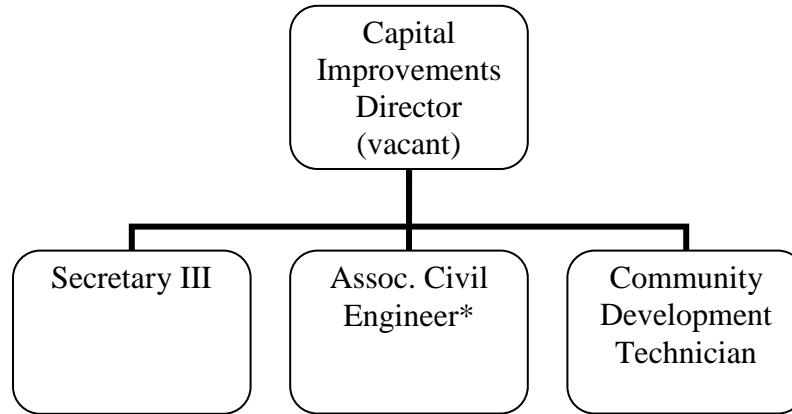 Capital
Improvements
Director
(vacant)
Secretary III
Assoc. Civil
Engineer*
Community
Development
Technician